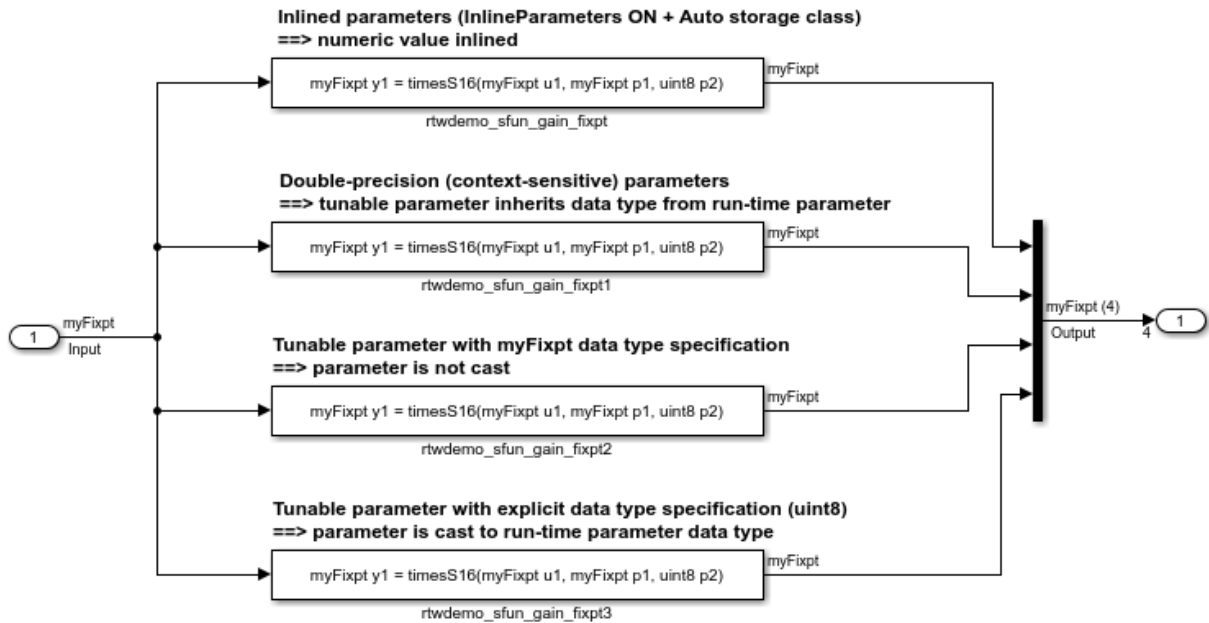 Inlined parameters (InlineParameters ON + Auto storage class)
==> numeric value inlined
myFixpt y1 = timesS16(myFixpt u1, myFixpt p1, uint8 p2)
myFixpt
rtwdemo_sfun_gain_fixpt
Double-precision (context-sensitive) parameters
==> tunable parameter inherits data type from run-time parameter
myFixpt y1 = timesS16(myFixpt u1, myFixpt p1, uint8 p2)
myFixpt
rtwdemo_sfun_gain_fixpt1
1
myFixpt
Input
Tunable parameter with myFixpt data type specification
==> parameter is not cast
myFixpt y1 = timesS16(myFixpt u1, myFixpt p1, uint8 p2)
myFixpt
rtwdemo_sfun_gain_fixpt2
Tunable parameter with explicit data type specification (uint8)
==> parameter is cast to run-time parameter data type
myFixpt y1 = timesS16(myFixpt u1, myFixpt p1, uint8 p2)
myFixpt
rtwdemo_sfun_gain_fixpt3
myFixpt (4)
Output
4
1